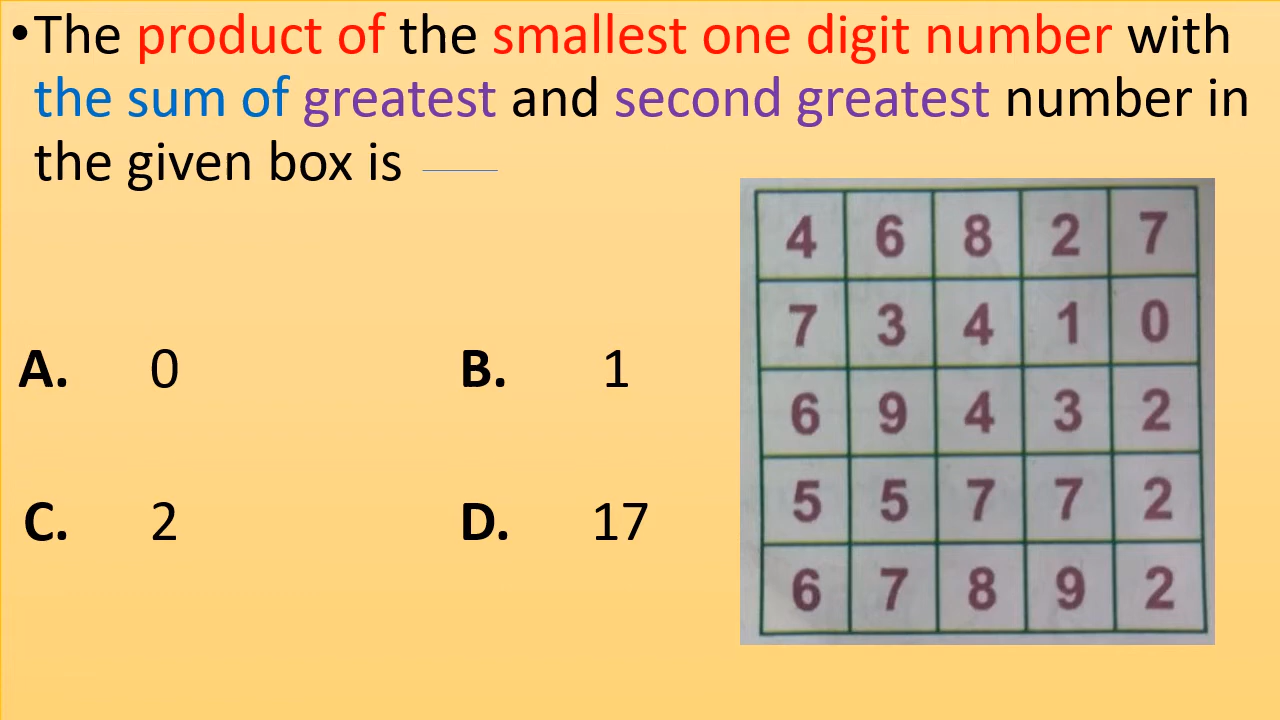 •The product of the smallest one digit number with
the sum of greatest and second greatest number in
the given box is
4 6 8 2 7
7 3 4 1 0
A. 0 B. 1
6 9 4 3 2
5 5 7 7 2
C. 2 D. 17
6 7 8 9 2